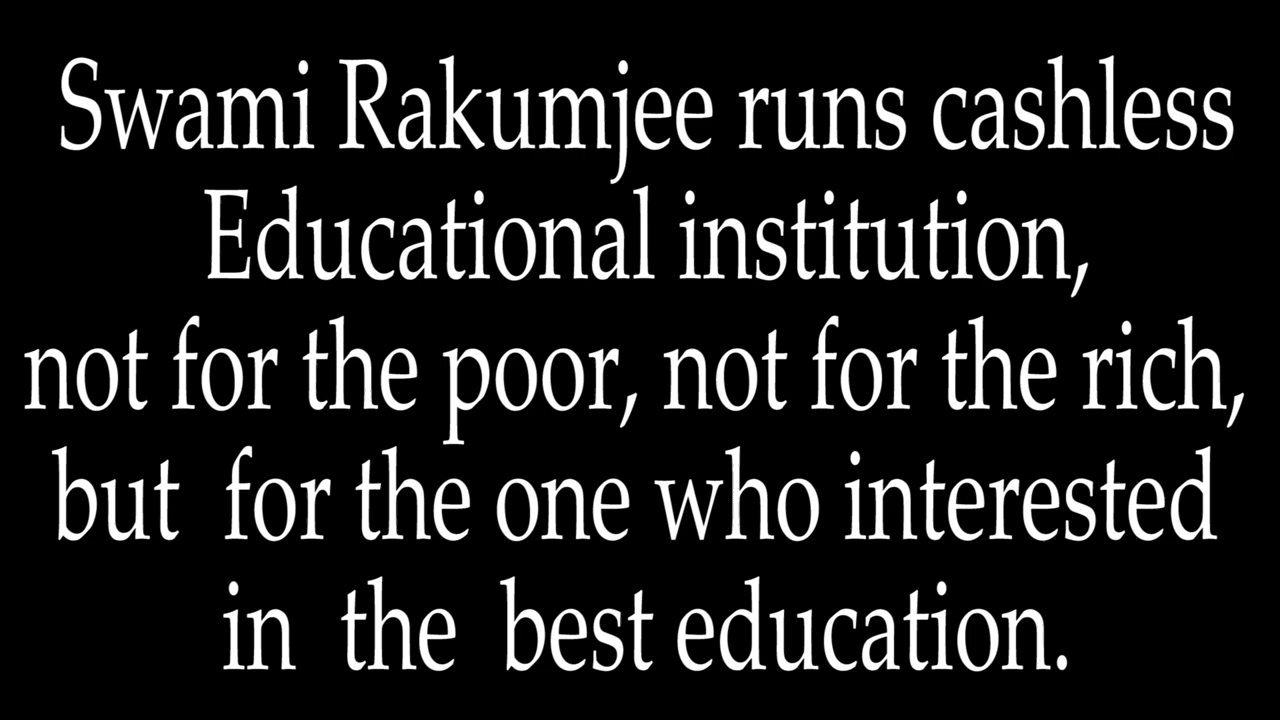 Swami Rakumjee runs cashless
Educational institution,
not for the poor, not for the rich,
but for the one who interested
in the best education.